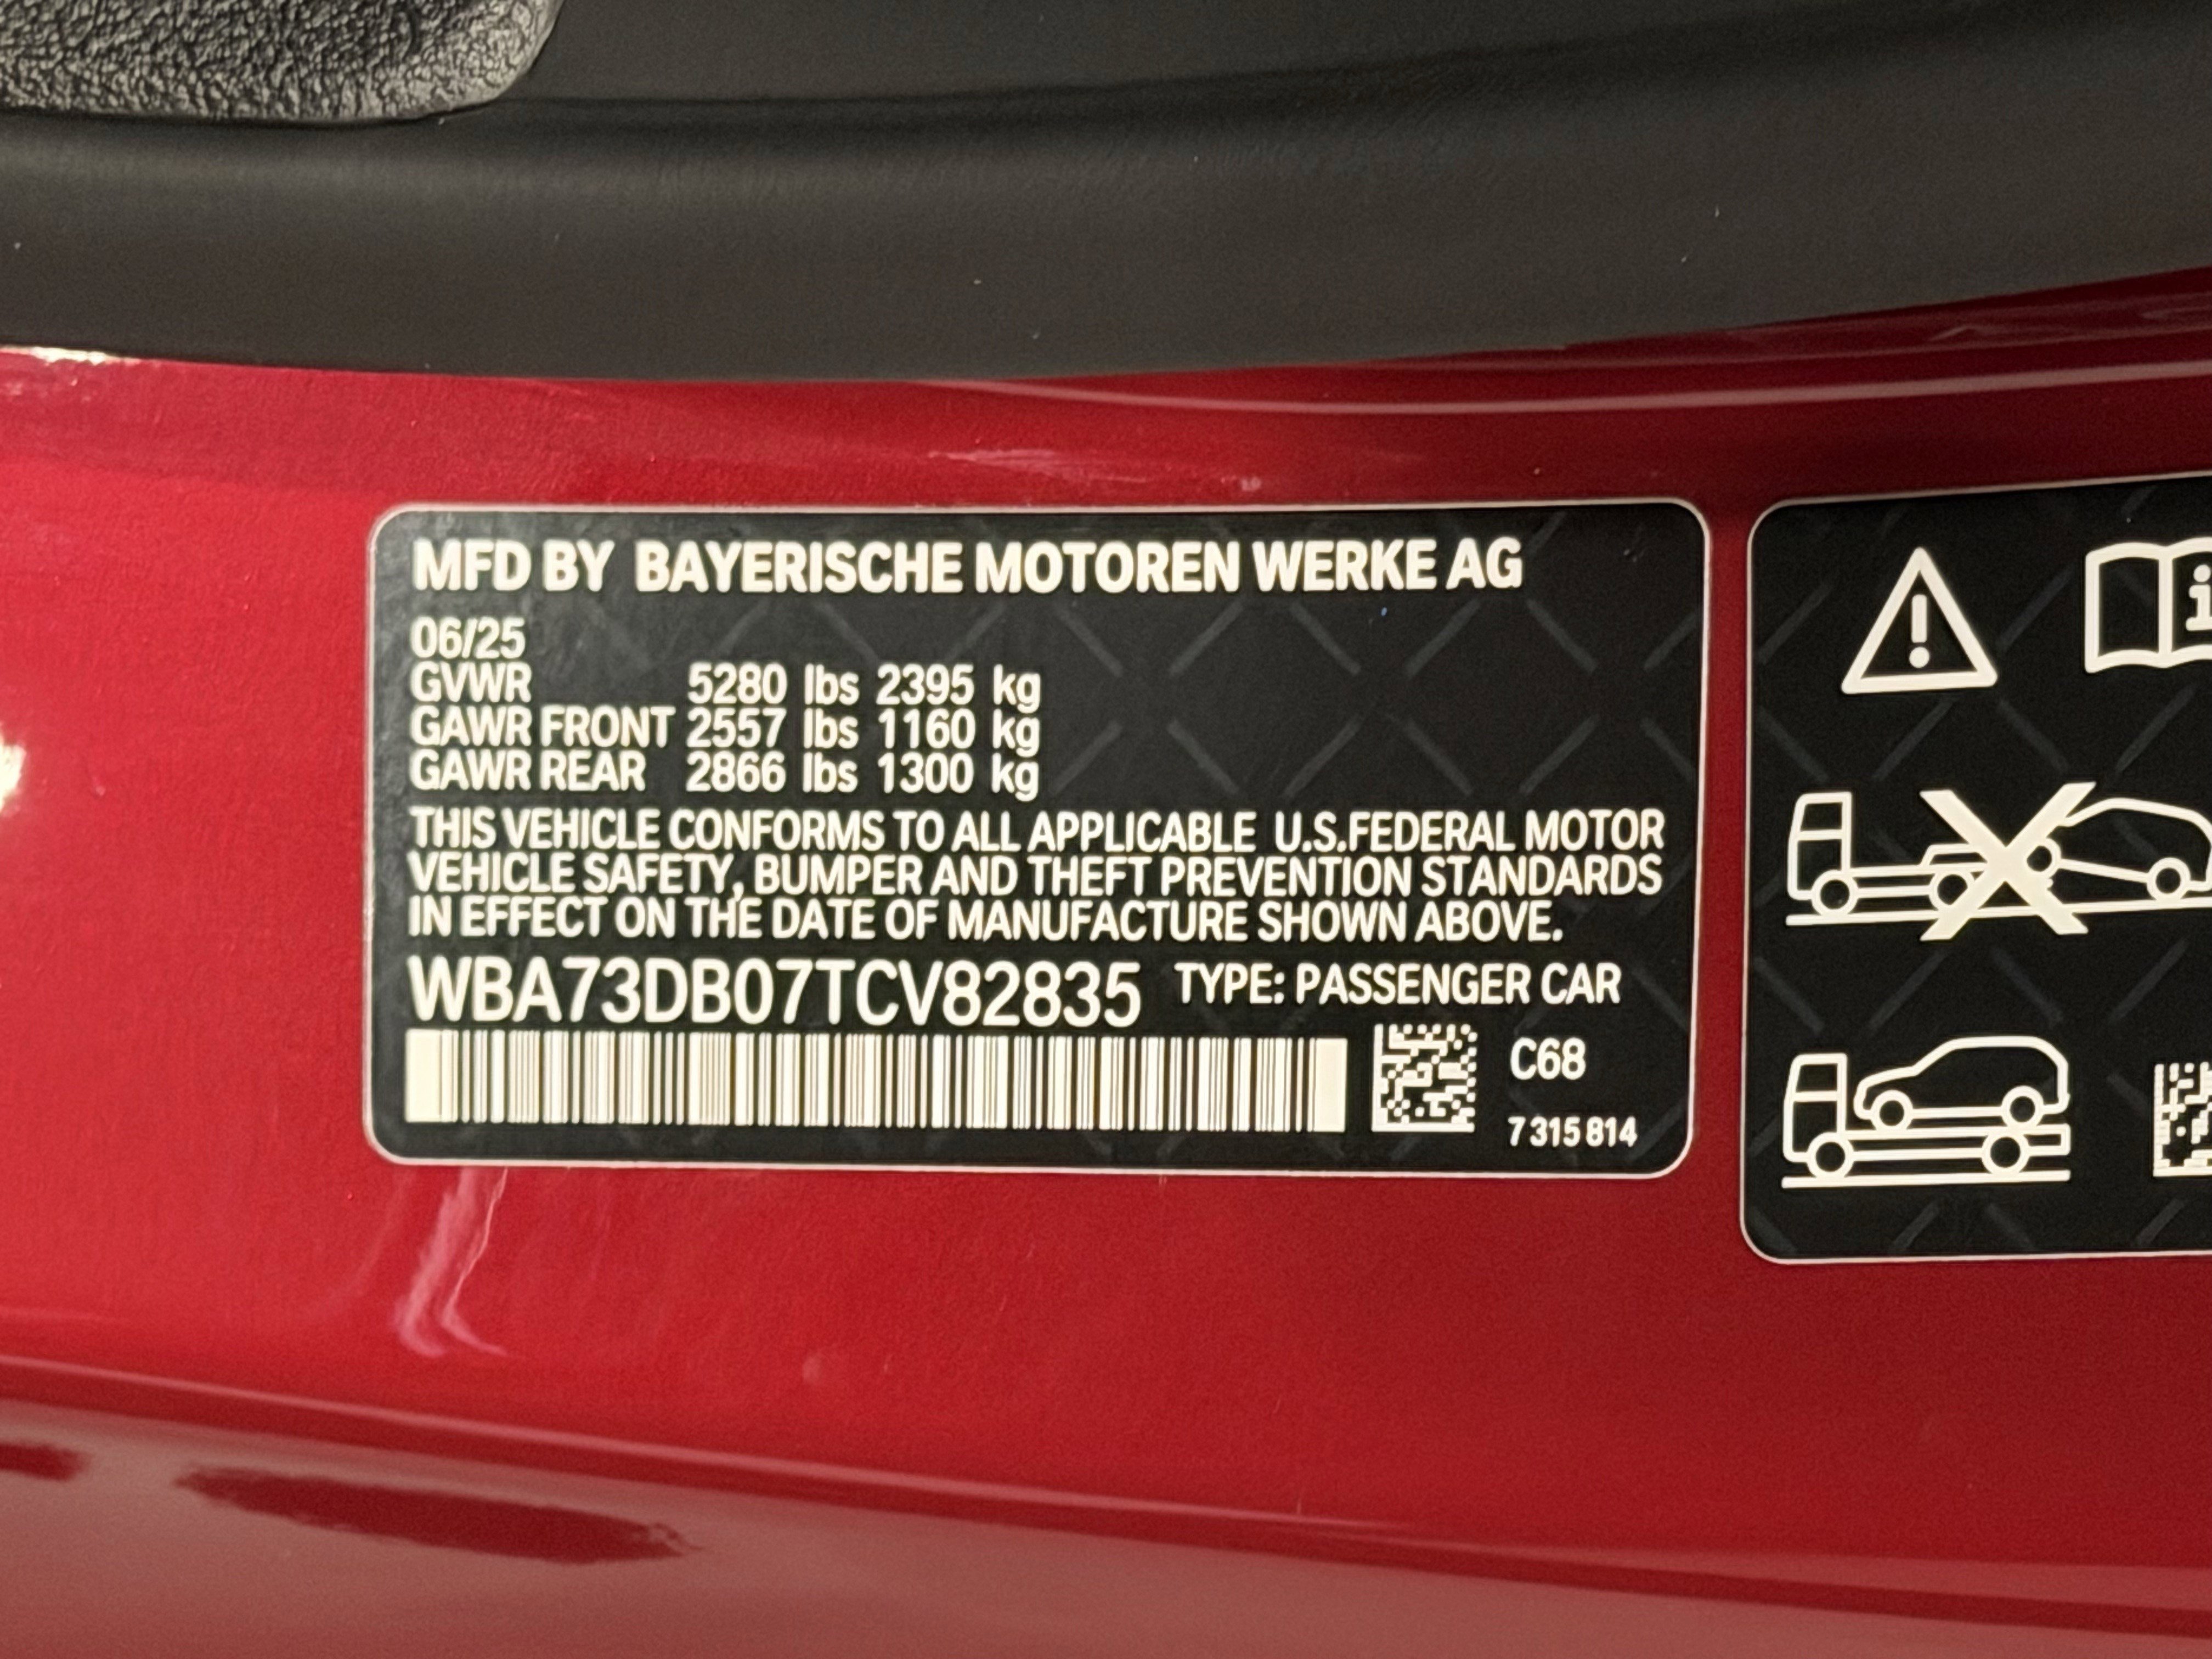 MFD BY BAYERISCHE MOTOREN WERKE AG
06/25
GVWR 5280 lbs 2395 kg
GAWR FRONT 2557 lbs 1160 kg
GAWR REAR 2866 lbs 1300 kg
THIS VEHICLE CONFORMS TO ALL APPLICABLE U.S.FEDERAL MOTOR
VEHICLE SAFETY, BUMPER AND THEFT PREVENTION STANDARDS
IN EFFECT ON THE DATE OF MANUFACTURE SHOWN ABOVE.
WBA73DB07TCV82835 TYPE: PASSENGER CAR
C68
7 315 814